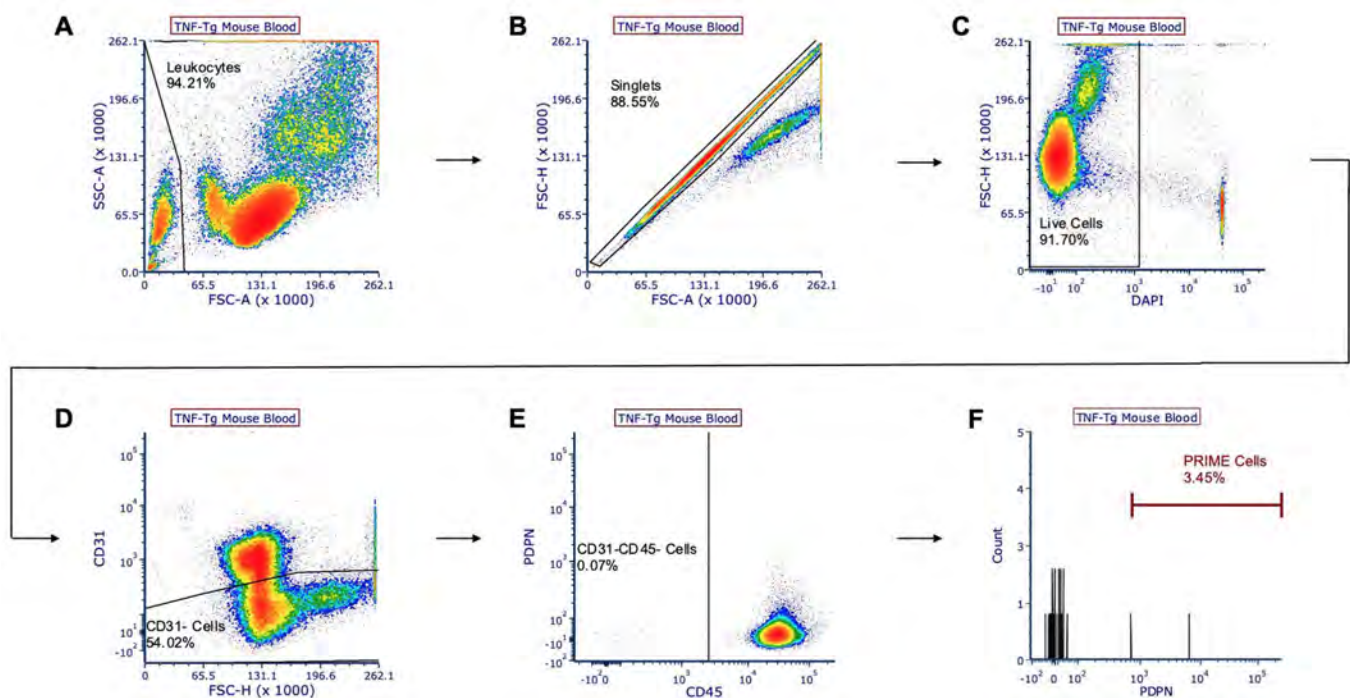 A
TNF-Tg Mouse Blood
262.1
196.6
131.1
65.5
0.0
SSC-A (x 1000)
Leukocytes
94.21%
0 65.5 131.1 196.6 262.1
FSC-A (x 1000)
B
TNF-Tg Mouse Blood
262.1
196.6
131.1
65.5
0
FSC-H (x 1000)
Singlets
88.55%
0 65.5 131.1 196.6 262.1
FSC-A (x 1000)
C
TNF-Tg Mouse Blood
262.1
196.6
131.1
65.5
0
FSC-H (x 1000)
Live Cells
91.70%
-10¹ 10² 10³ 10⁴ 10⁵
DAPI
D
TNF-Tg Mouse Blood
10⁵
10⁴
10³
10¹
-10²
CD31
CD31- Cells
54.02%
0 65.5 131.1 196.6 262.1
FSC-H (x 1000)
E
TNF-Tg Mouse Blood
10⁵
10⁴
10³
10²
-10¹
-10²
PDPN
CD31-CD45- Cells
0.07%
-10² 0 10² 10³ 10⁴ 10⁵
CD45
F
TNF-Tg Mouse Blood
5
4
3
1
0
Count
PRIME Cells
3.45%
-10² 0 10² 10³ 10⁴ 10⁵
PDPN